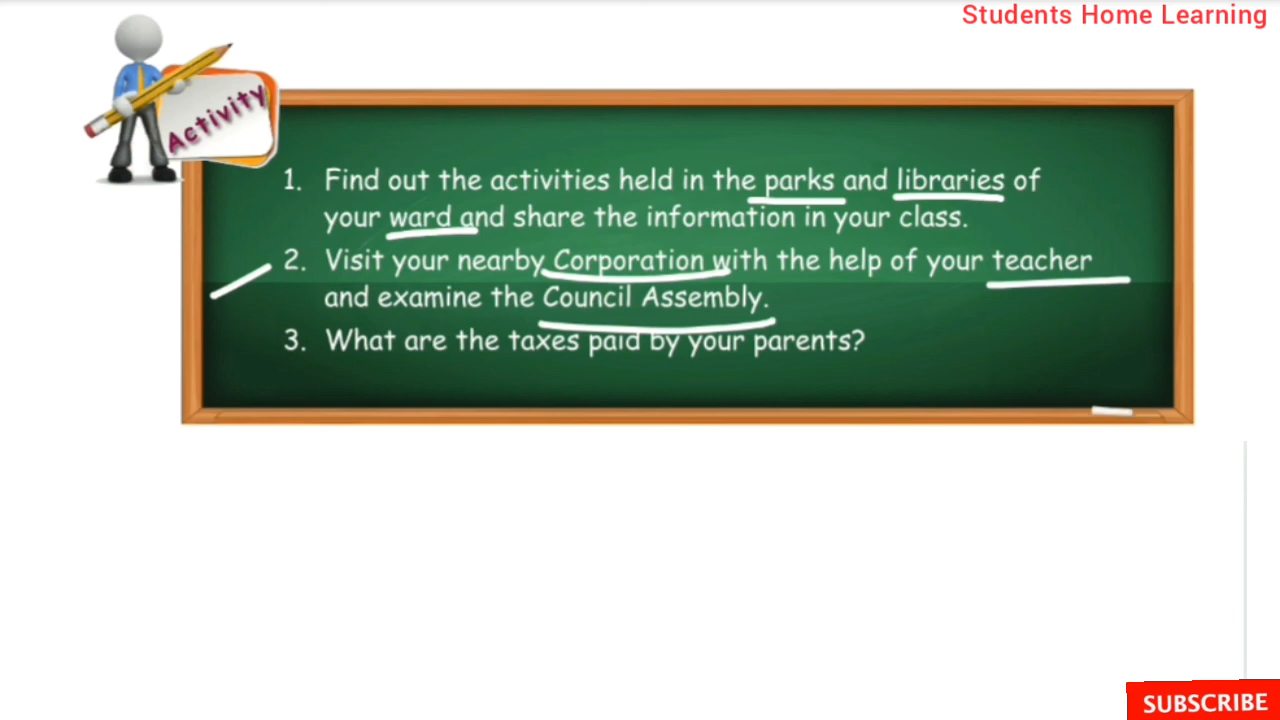 Students Home Learning
Activity
1. Find out the activities held in the parks and libraries of
your ward and share the information in your class.
2. Visit your nearby Corporation with the help of your teacher
and examine the Council Assembly.
3. What are the taxes paid by your parents?
SUBSCRIBE